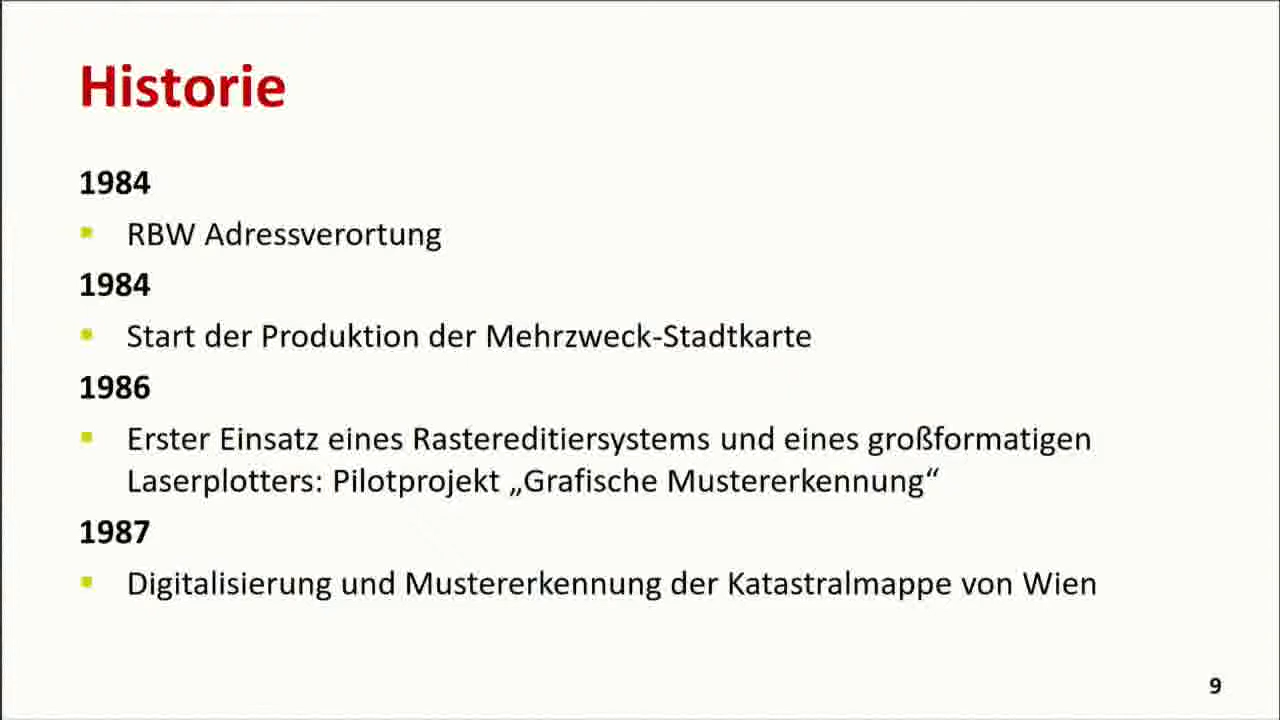 Historie
1984
RBW Adressverortung
1984
Start der Produktion der Mehrzweck-Stadtkarte
1986
Erster Einsatz eines Rastereditiersystems und eines großformatigen
Laserplotters: Pilotprojekt „Grafische Mustererkennung“
1987
Digitalisierung und Mustererkennung der Katastralmappe von Wien
9